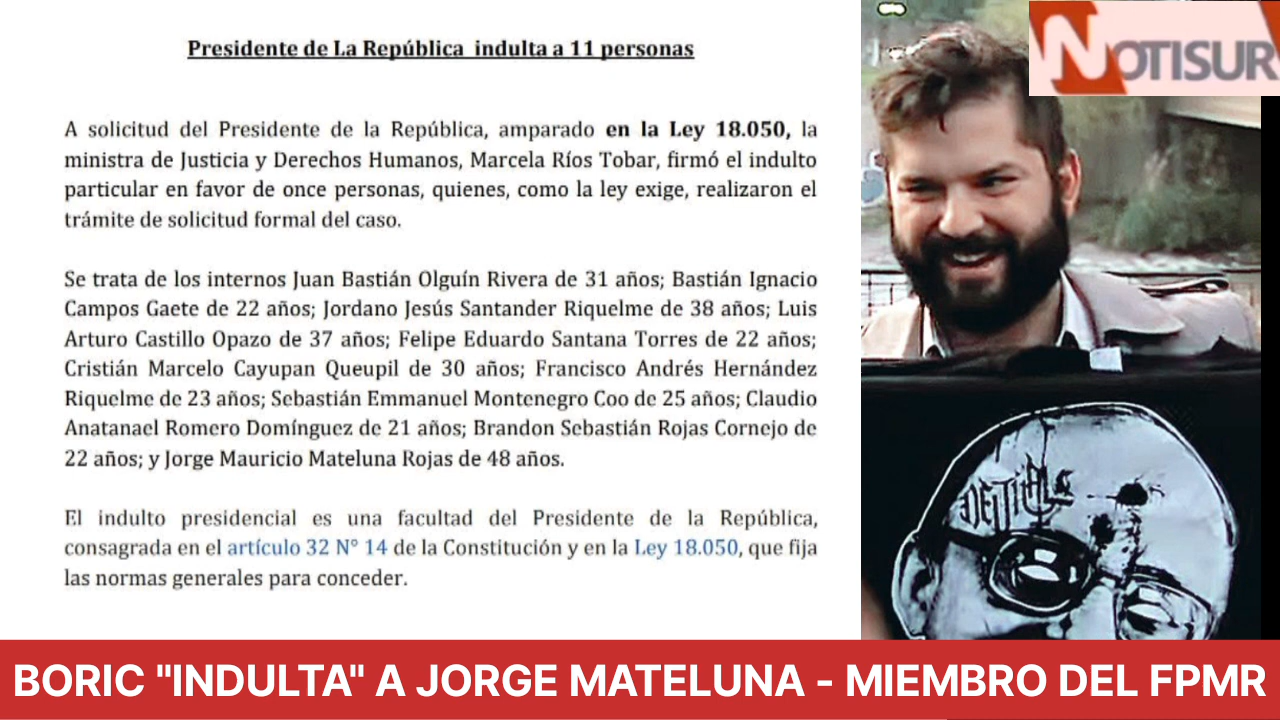 Presidente de La República indulta a 11 personas
A solicitud del Presidente de la República, amparado en la Ley 18.050, la
ministra de Justicia y Derechos Humanos, Marcela Ríos Tobar, firmó el indulto
particular en favor de once personas, quienes, como la ley exige, realizaron el
trámite de solicitud formal del caso.
Se trata de los internos Juan Bastián Olguín Rivera de 31 años; Bastián Ignacio
Campos Gaete de 22 años; Jordano Jesús Santander Riquelme de 38 años; Luis
Arturo Castillo Opazo de 37 años; Felipe Eduardo Santana Torres de 22 años;
Cristián Marcelo Cayupan Queupil de 30 años; Francisco Andrés Hernández
Riquelme de 23 años; Sebastián Emmanuel Montenegro Coo de 25 años; Claudio
Anatanael Romero Domínguez de 21 años; Brandon Sebastián Rojas Cornejo de
22 años; y Jorge Mauricio Mateluna Rojas de 48 años.
El indulto presidencial es una facultad del Presidente de la República,
consagrada en el artículo 32 N° 14 de la Constitución y en la Ley 18.050, que fija
las normas generales para conceder.
NOTISUR
BORIC "INDULTA" A JORGE MATELUNA - MIEMBRO DEL FPMR